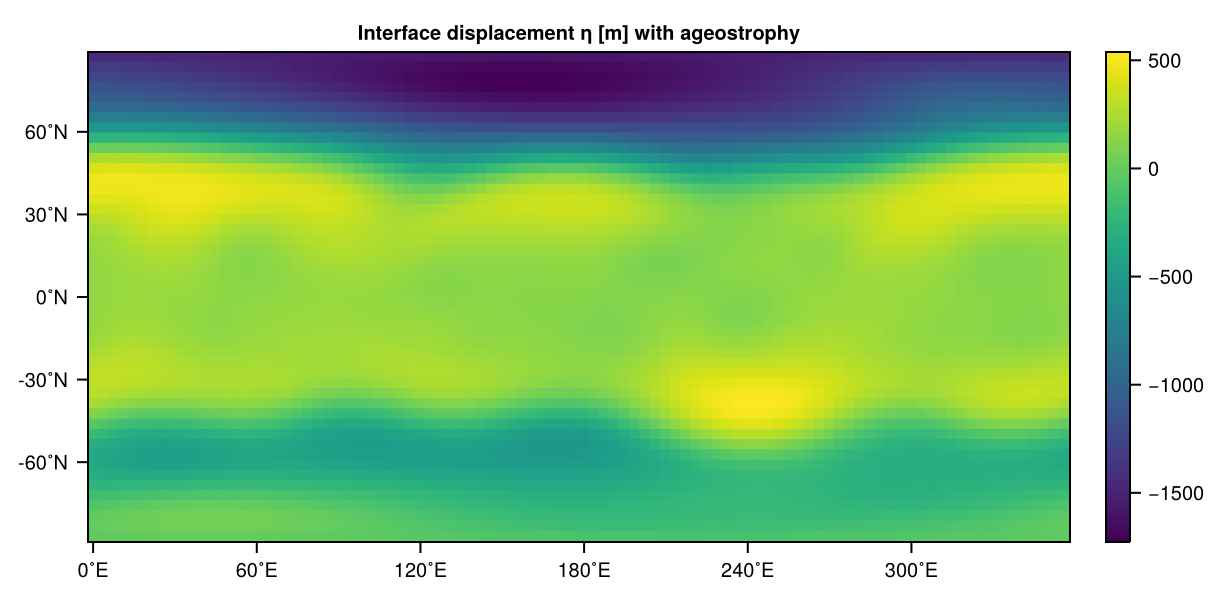 Interface displacement η [m] with ageostrophy
60˚N
30˚N
0˚N
-30˚N
-60˚N
0˚E
60˚E
120˚E
180˚E
240˚E
300˚E
500
0
−500
−1000
−1500